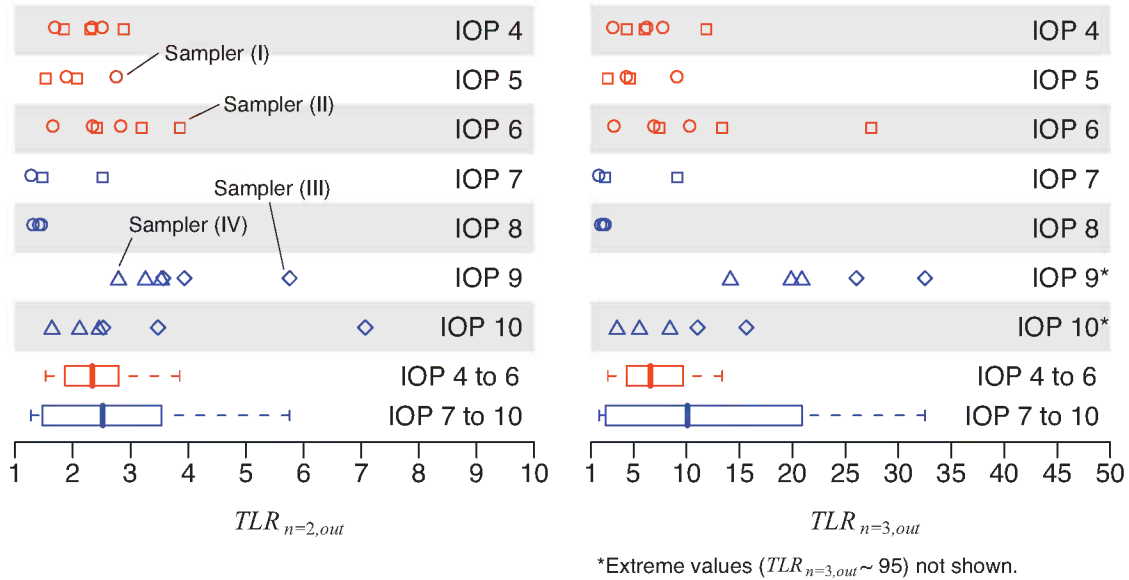 IOP 4
IOP 4
Sampler (I)
IOP 5
IOP 5
Sampler (II)
IOP 6
IOP 6
IOP 7
IOP 7
Sampler (III)
Sampler (IV)
IOP 8
IOP 8
IOP 9
IOP 9*
IOP 10
IOP 10*
IOP 4 to 6
IOP 4 to 6
IOP 7 to 10
IOP 7 to 10
1 2 3 4 5 6 7 8 9 10
1 5 10 15 20 25 30 35 40 45 50
TLR n=2,out
TLR n=3,out
*Extreme values (TLR n=3,out ~ 95) not shown.